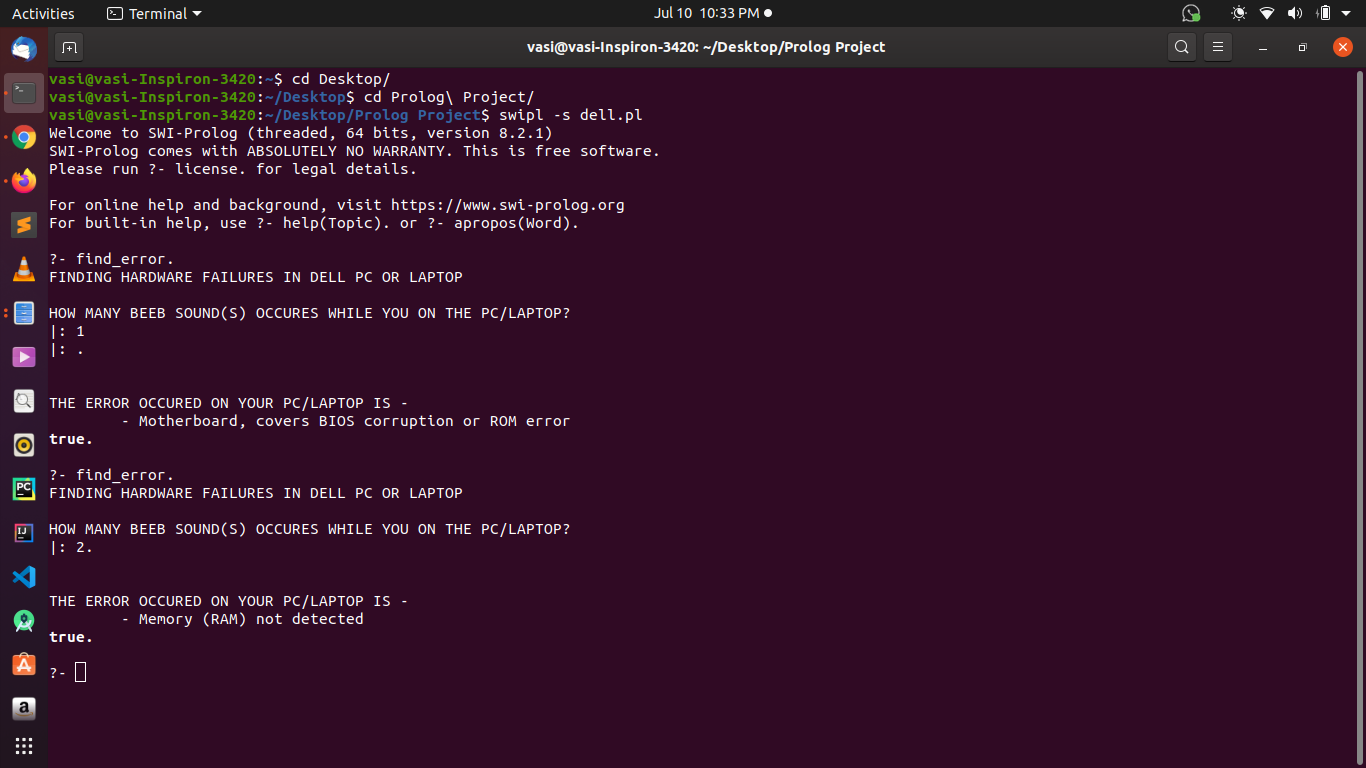 Activities
Terminal
Jul 10 10:33 PM
vasi@vasi-Inspiron-3420: ~/Desktop/Prolog Project
vasi@vasi-Inspiron-3420:~$ cd Desktop/
vasi@vasi-Inspiron-3420:~/Desktop$ cd Prolog\ Project/
vasi@vasi-Inspiron-3420:~/Desktop/Prolog Project$ swipl -s dell.pl
Welcome to SWI-Prolog (threaded, 64 bits, version 8.2.1)
SWI-Prolog comes with ABSOLUTELY NO WARRANTY. This is free software.
Please run ?- license. for legal details.
For online help and background, visit https://www.swi-prolog.org
For built-in help, use ?- help(Topic). or ?- apropos(Word).
?- find_error.
FINDING HARDWARE FAILURES IN DELL PC OR LAPTOP
HOW MANY BEEB SOUND(S) OCCURES WHILE YOU ON THE PC/LAPTOP?
|: 1
|: .
THE ERROR OCCURED ON YOUR PC/LAPTOP IS -
- Motherboard, covers BIOS corruption or ROM error
true.
?- find_error.
FINDING HARDWARE FAILURES IN DELL PC OR LAPTOP
HOW MANY BEEB SOUND(S) OCCURES WHILE YOU ON THE PC/LAPTOP?
|: 2.
THE ERROR OCCURED ON YOUR PC/LAPTOP IS -
- Memory (RAM) not detected
true.
?-
PC
IJ
A
a